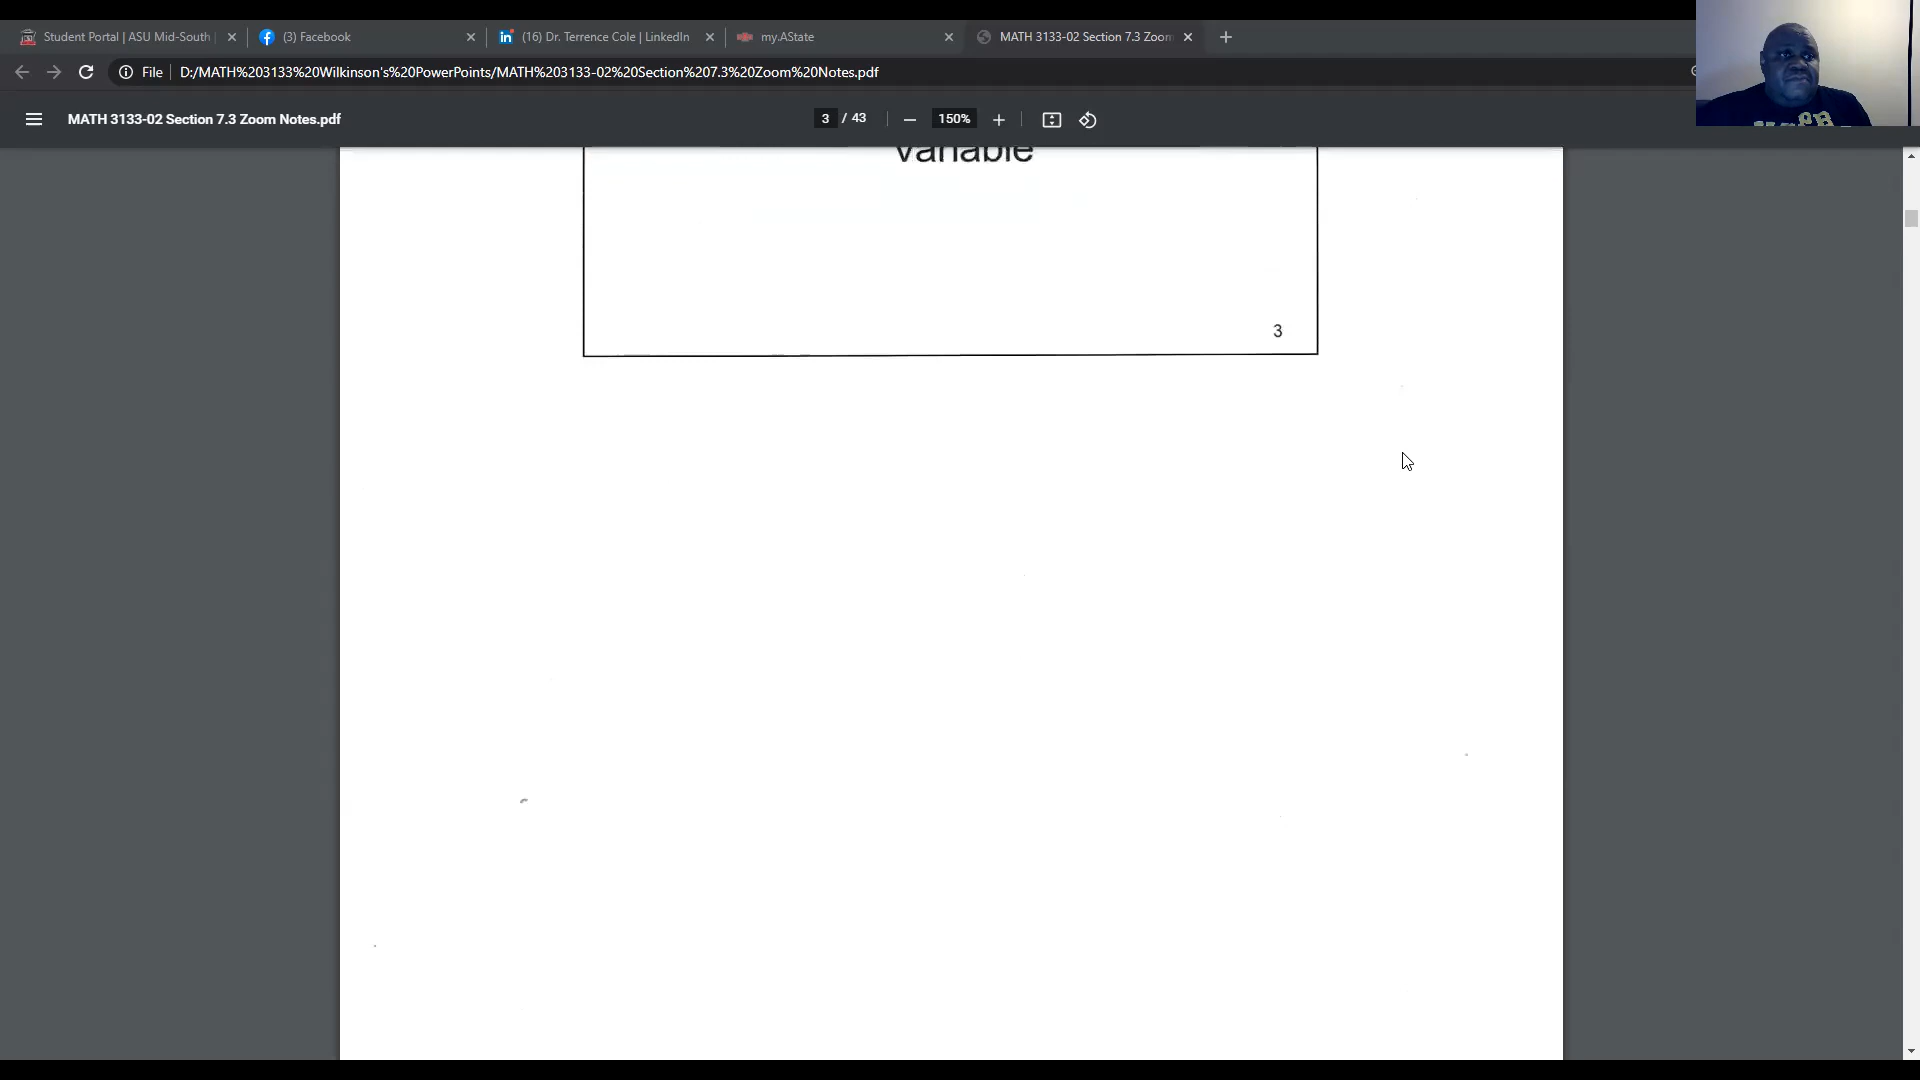 Student Portal | ASU Mid-South |
(3) Facebook
(16) Dr. Terrence Cole | LinkedIn
my.AState
MATH 3133-02 Section 7.3 Zoom
File
D:/MATH%203133%20Wilkinson's%20PowerPoints/MATH%203133-02%20Section%207.3%20Zoom%20Notes.pdf
MATH 3133-02 Section 7.3 Zoom Notes.pdf
3 / 43
150%
variable
3